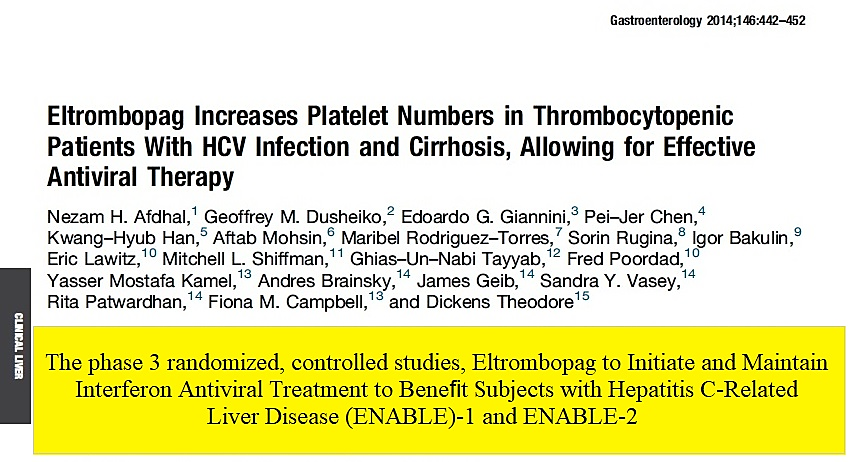 Gastroenterology 2014;146:442–452
Eltrombopag Increases Platelet Numbers in Thrombocytopenic
Patients With HCV Infection and Cirrhosis, Allowing for Effective
Antiviral Therapy
Nezam H. Afdhal,1 Geoffrey M. Dusheiko,2 Edoardo G. Giannini,3 Pei–Jer Chen,4
Kwang–Hyub Han,5 Aftab Mohsin,6 Maribel Rodriguez–Torres,7 Sorin Rugina,8 Igor Bakulin,9
Eric Lawitz,10 Mitchell L. Shiffman,11 Ghias–Un–Nabi Tayyab,12 Fred Poordad,10
Yasser Mostafa Kamel,13 Andres Brainsky,14 James Geib,14 Sandra Y. Vasey,14
Rita Patwardhan,14 Fiona M. Campbell,13 and Dickens Theodore15
CLINICAL LIVER
The phase 3 randomized, controlled studies, Eltrombopag to Initiate and Maintain
Interferon Antiviral Treatment to Benefit Subjects with Hepatitis C-Related
Liver Disease (ENABLE)-1 and ENABLE-2